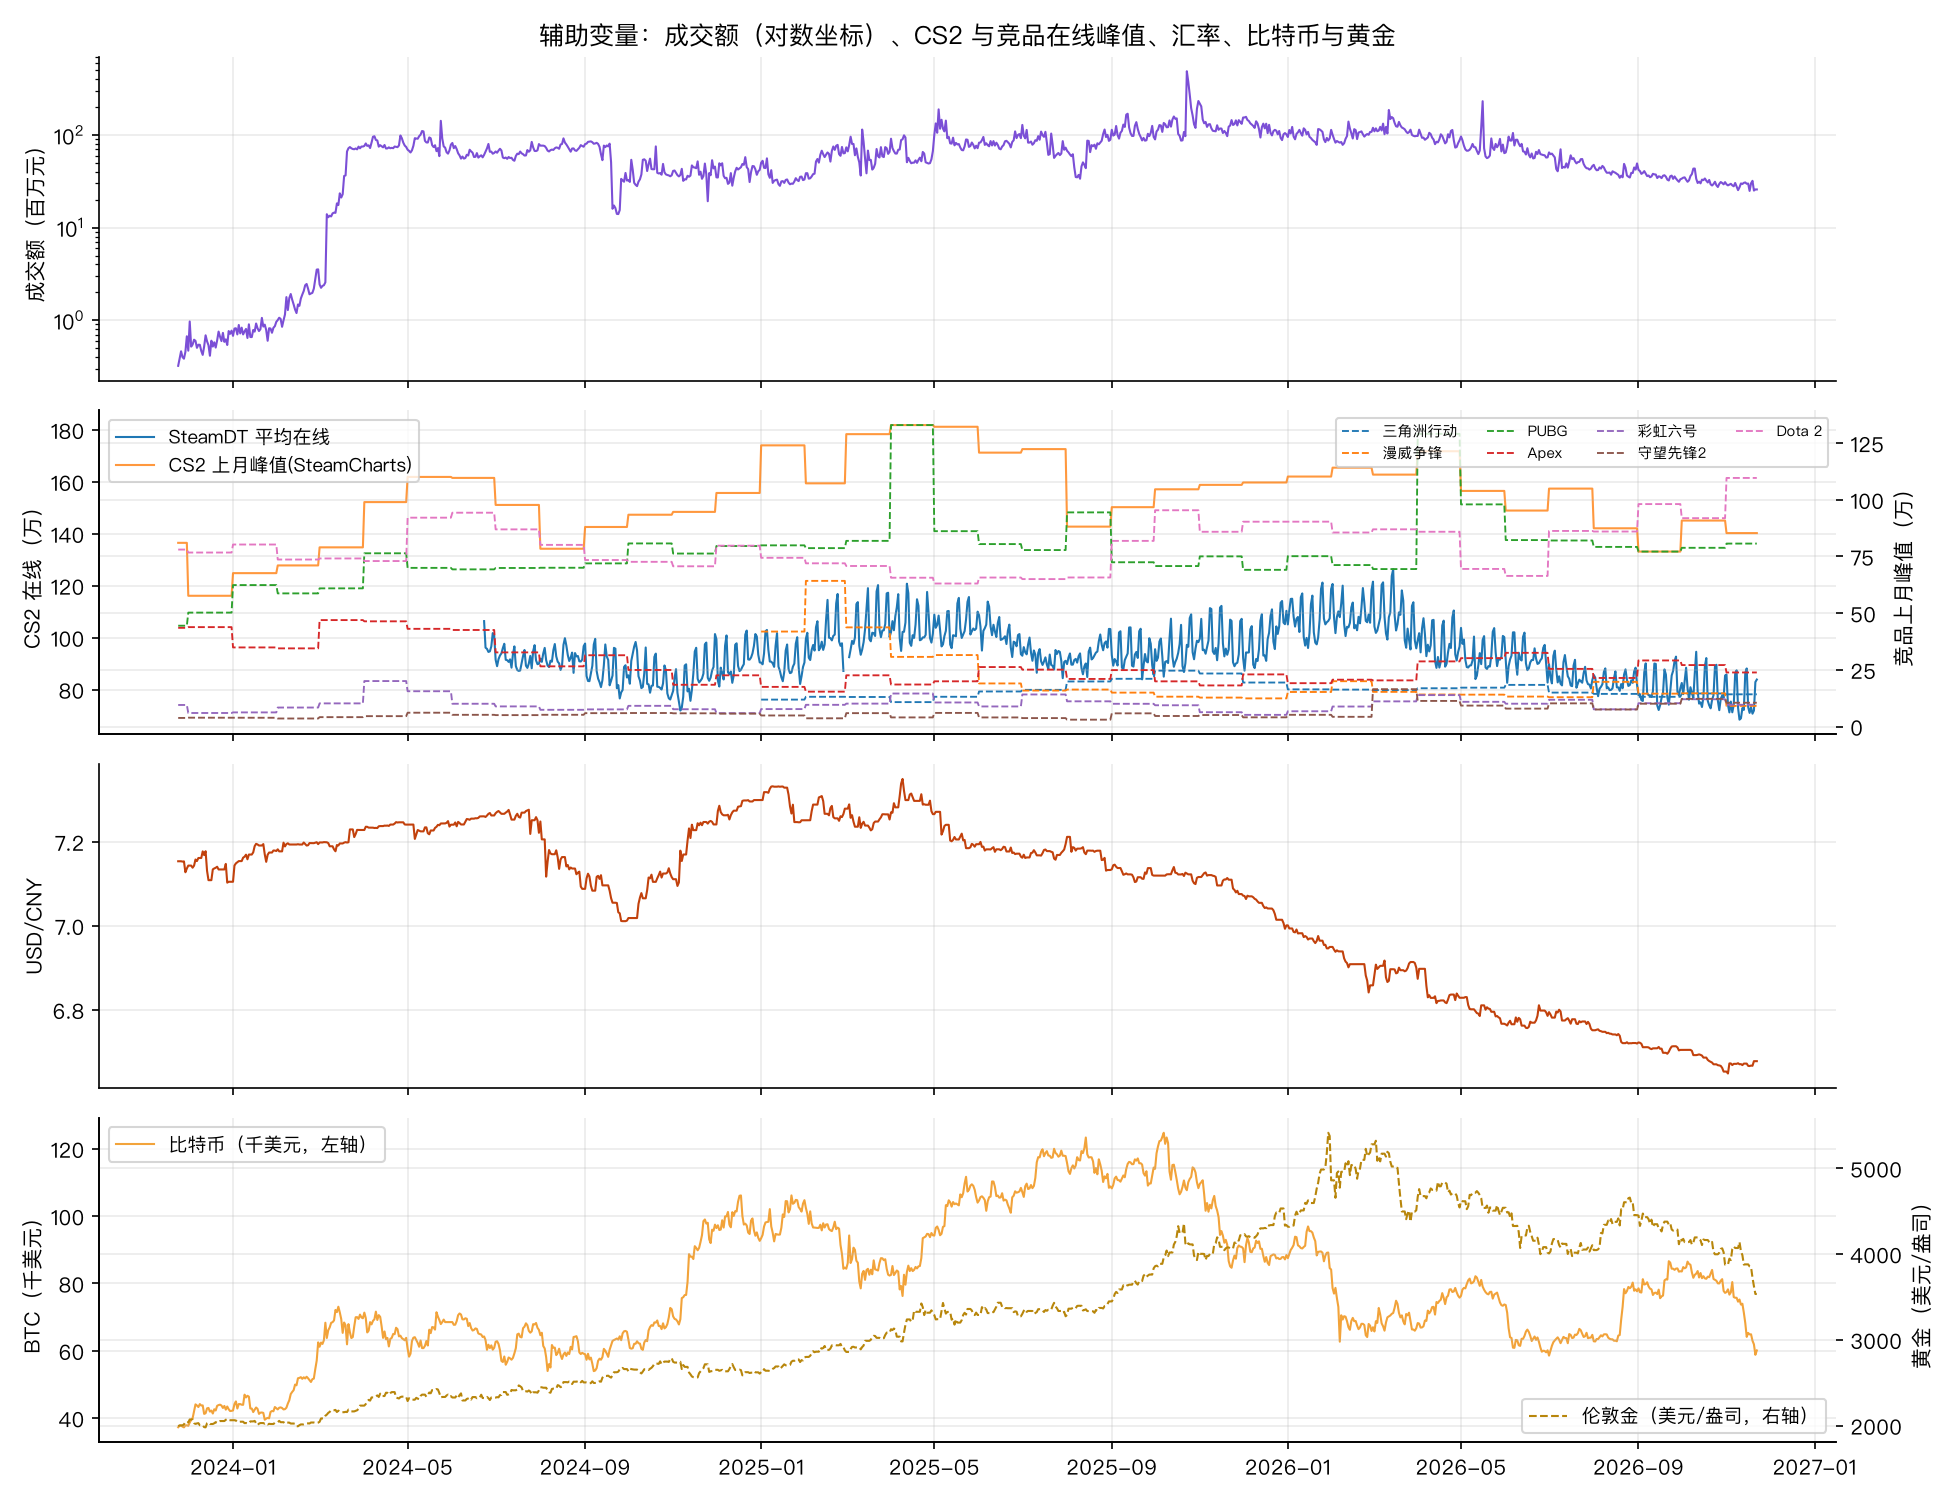 辅助变量：成交额（对数坐标）、CS2 与竞品在线峰值、汇率、比特币与黄金
成交额（百万元）
10²
10¹
10⁰
CS2 在线（万）
180
160
140
120
100
80
SteamDT 平均在线
CS2 上月峰值(SteamCharts)
三角洲行动
漫威争锋
PUBG
Apex
彩虹六号
守望先锋2
Dota 2
125
100
75
50
25
0
竞品上月峰值（万）
USD/CNY
7.2
7.0
6.8
BTC（千美元）
120
100
80
60
40
比特币（千美元，左轴）
伦敦金（美元/盎司，右轴）
5000
4000
3000
2000
黄金（美元/盎司）
2024-01
2024-05
2024-09
2025-01
2025-05
2025-09
2026-01
2026-05
2026-09
2027-01